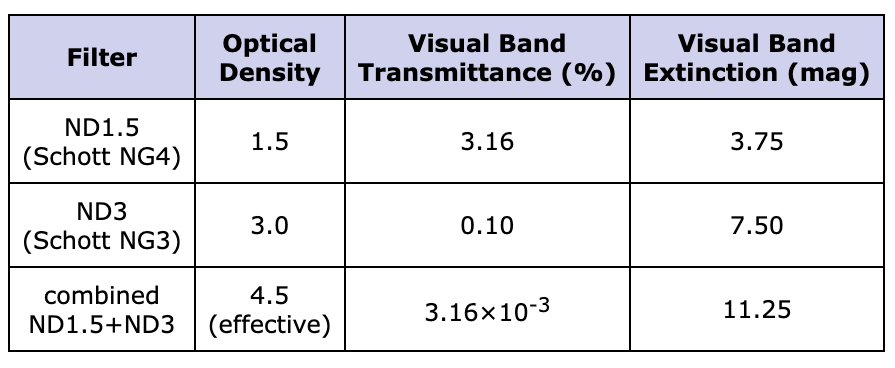 Filter
Optical
Density
Visual Band
Transmittance (%)
Visual Band
Extinction (mag)
ND1.5
(Schott NG4)
1.5
3.16
3.75
ND3
(Schott NG3)
3.0
0.10
7.50
combined
ND1.5+ND3
4.5
(effective)
3.16×10⁻³
11.25